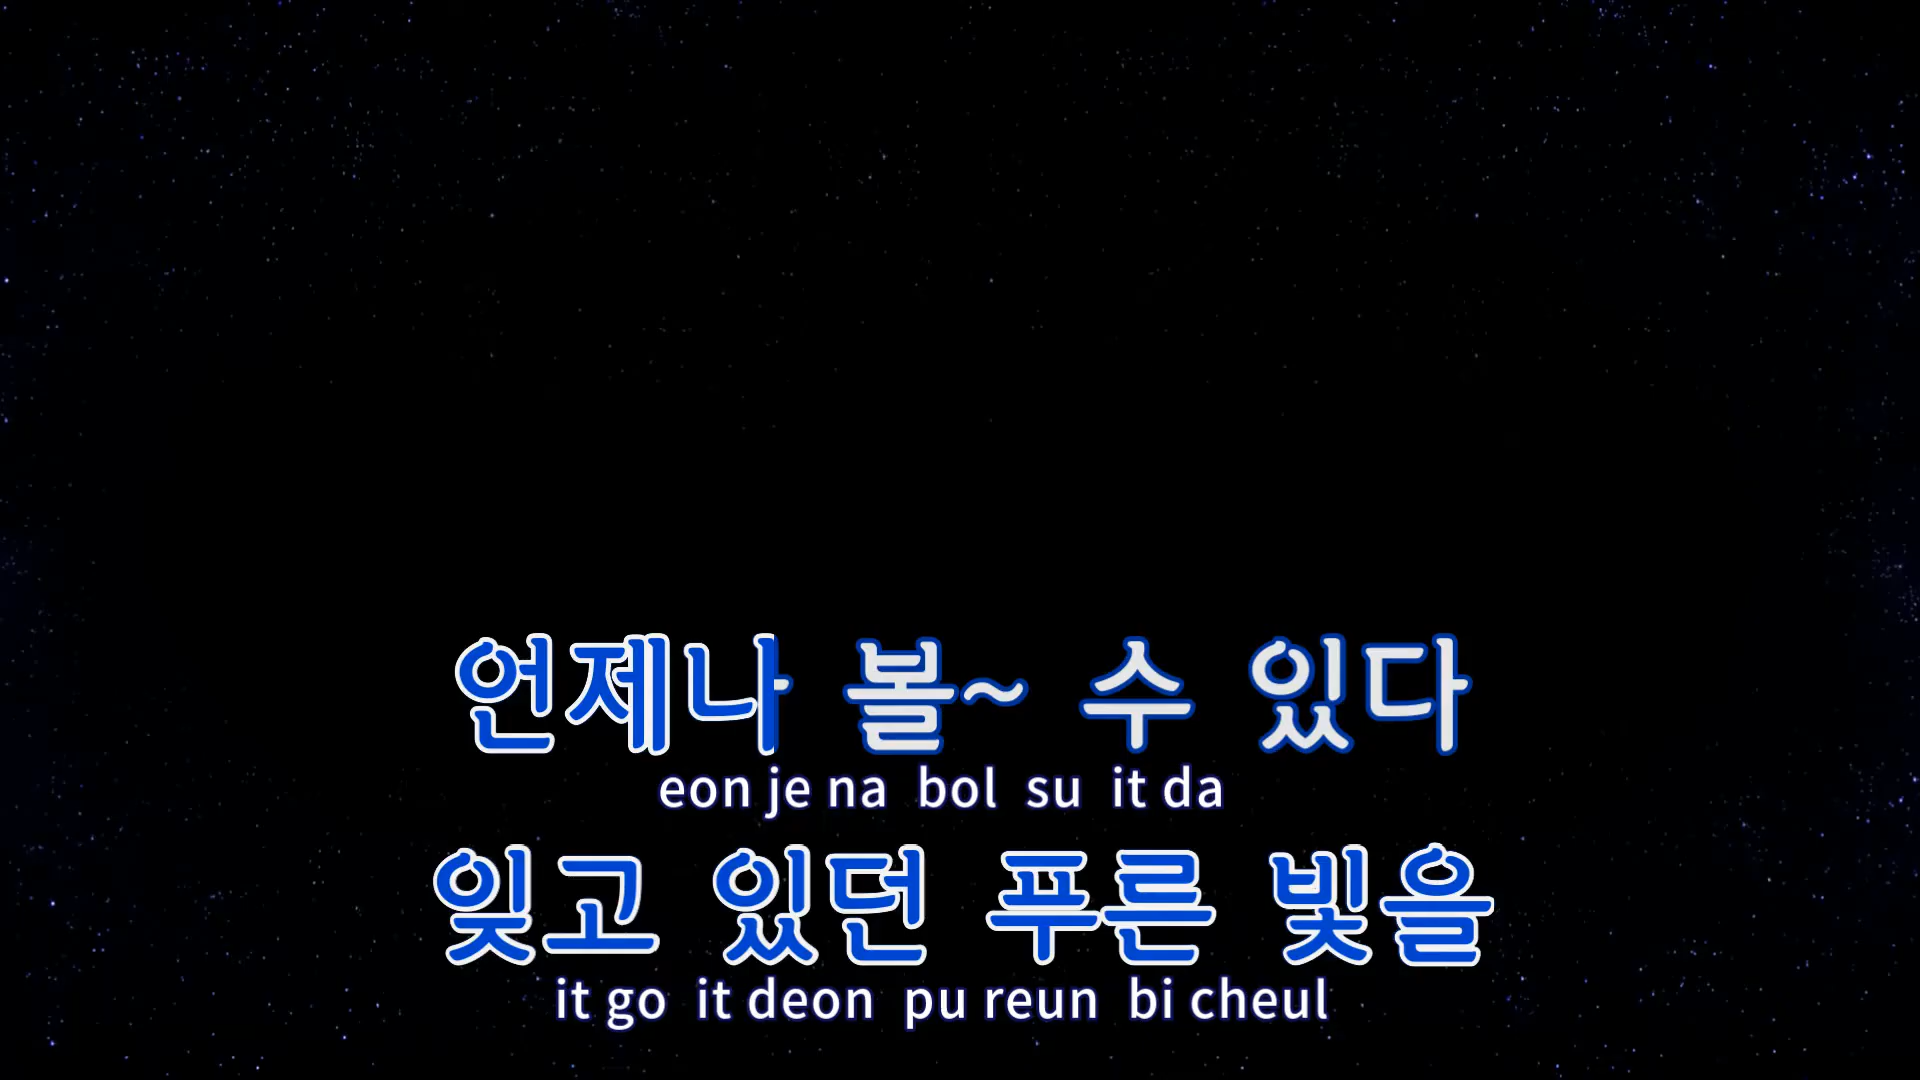 언제나 볼~ 수 있다
eon je na bol su it da
잊고 있던 푸른 빛을
it go it deon pu reun bi cheul